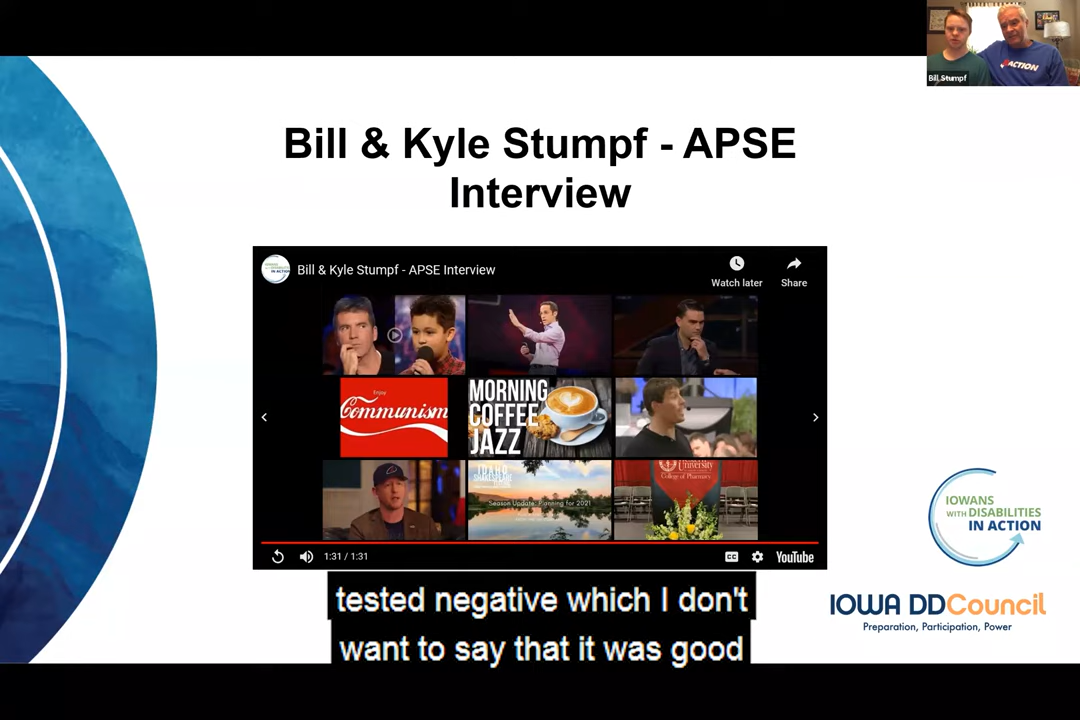 ACTION
Bill Stumpf
Bill & Kyle Stumpf - APSE
Interview
Bill & Kyle Stumpf - APSE Interview
Watch later
Share
Enjoy
Communism
MORNING
COFFEE
JAZZ
IDAHO
SHAKESPEARE
Season Update: Planning for 2021
University
College of Pharmacy
1:31 / 1:31
CC
YouTube
IOWANS
WITH DISABILITIES
IN ACTION
IOWA DDCouncil
Preparation, Participation, Power
tested negative which I don't
want to say that it was good